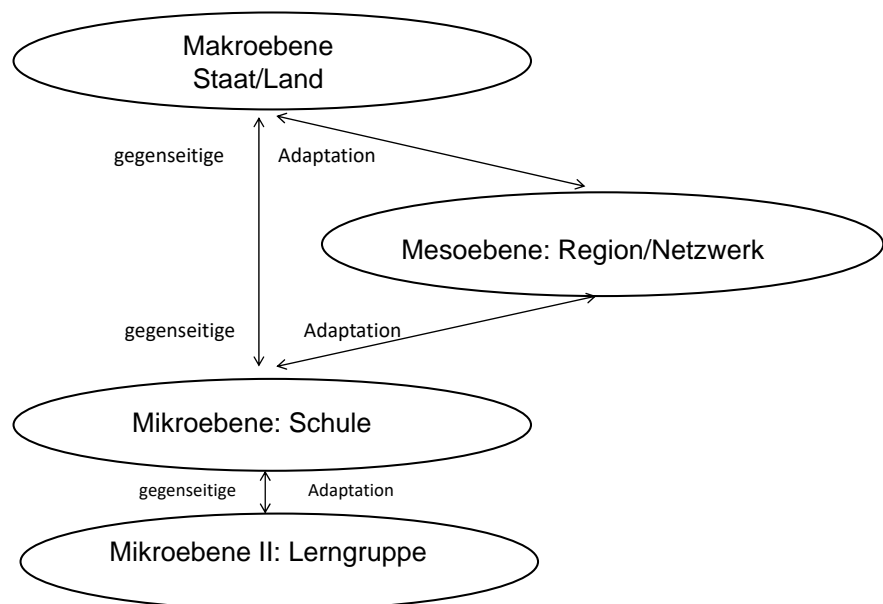 Makroebene
Staat/Land
gegenseitige Adaptation
Mesoebene: Region/Netzwerk
gegenseitige Adaptation
Mikroebene: Schule
gegenseitige Adaptation
Mikroebene II: Lerngruppe